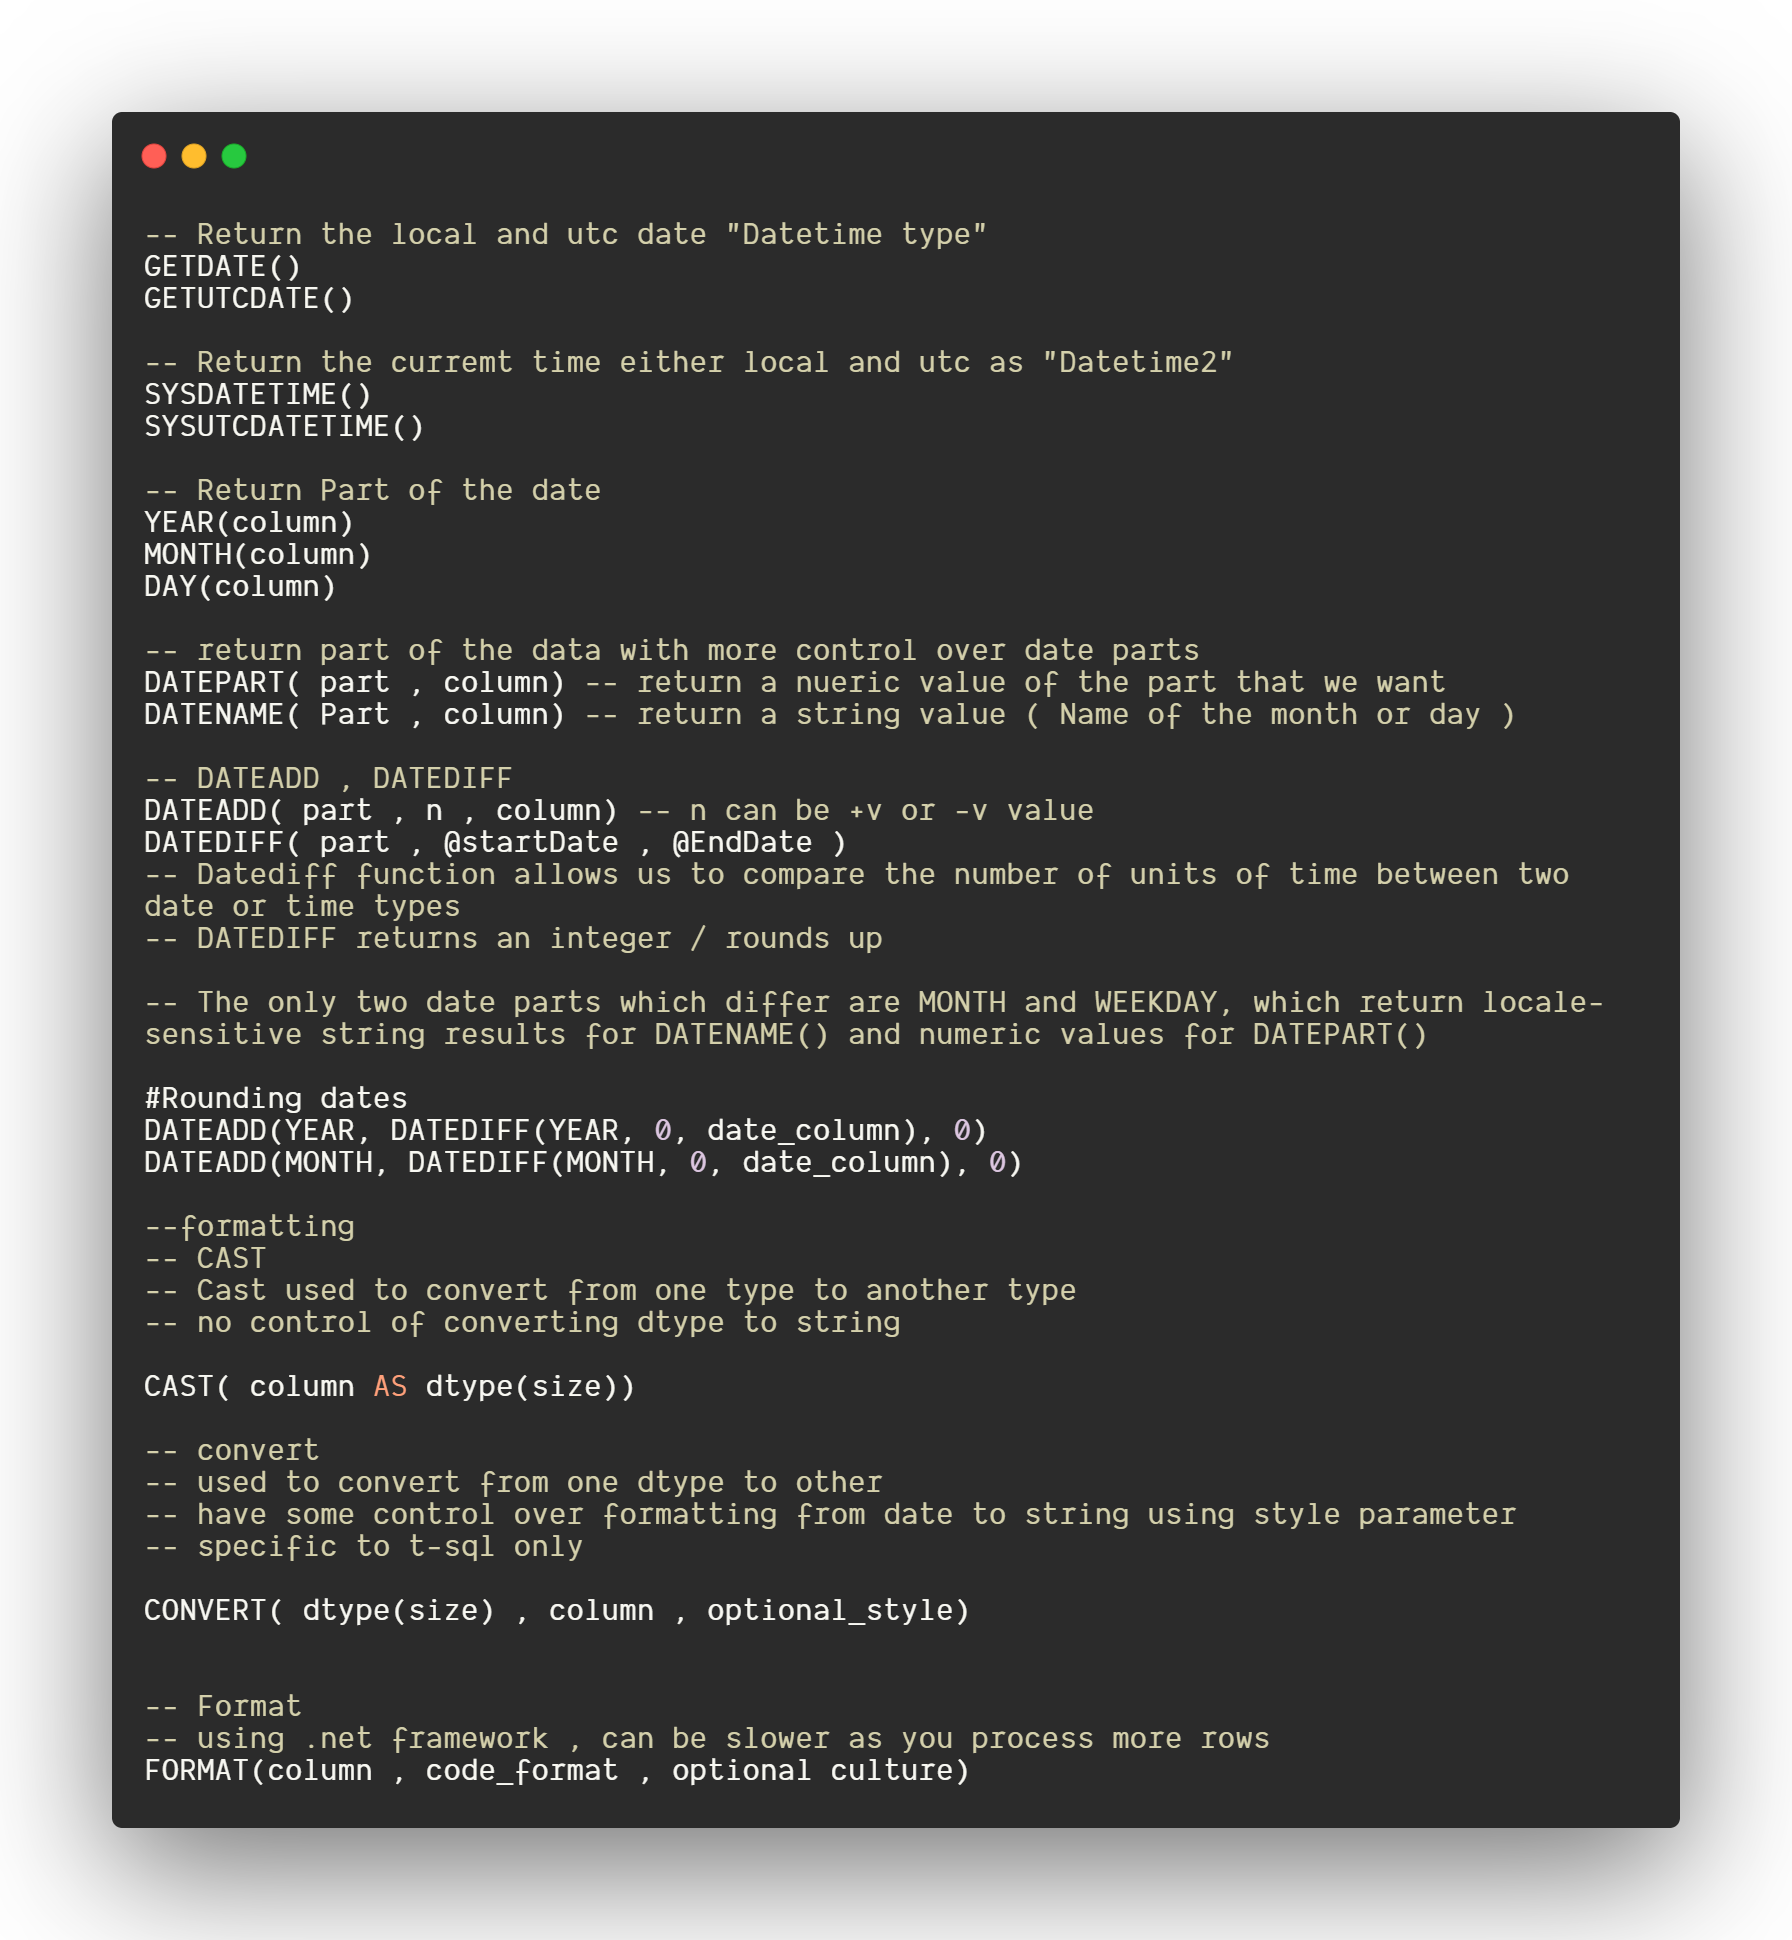 -- Return the local and utc date "Datetime type"
GETDATE()
GETUTCDATE()
-- Return the curremt time either local and utc as "Datetime2"
SYSDATETIME()
SYSUTCDATETIME()
-- Return Part of the date
YEAR(column)
MONTH(column)
DAY(column)
-- return part of the data with more control over date parts
DATEPART( part , column) -- return a nueric value of the part that we want
DATENAME( Part , column) -- return a string value ( Name of the month or day )
-- DATEADD , DATEDIFF
DATEADD( part , n , column) -- n can be +v or -v value
DATEDIFF( part , @startDate , @EndDate )
-- Datediff function allows us to compare the number of units of time between two
date or time types
-- DATEDIFF returns an integer / rounds up
-- The only two date parts which differ are MONTH and WEEKDAY, which return locale-
sensitive string results for DATENAME() and numeric values for DATEPART()
#Rounding dates
DATEADD(YEAR, DATEDIFF(YEAR, 0, date_column), 0)
DATEADD(MONTH, DATEDIFF(MONTH, 0, date_column), 0)
--formatting
-- CAST
-- Cast used to convert from one type to another type
-- no control of converting dtype to string
CAST( column AS dtype(size))
-- convert
-- used to convert from one dtype to other
-- have some control over formatting from date to string using style parameter
-- specific to t-sql only
CONVERT( dtype(size) , column , optional_style)
-- Format
-- using .net framework , can be slower as you process more rows
FORMAT(column , code_format , optional culture)